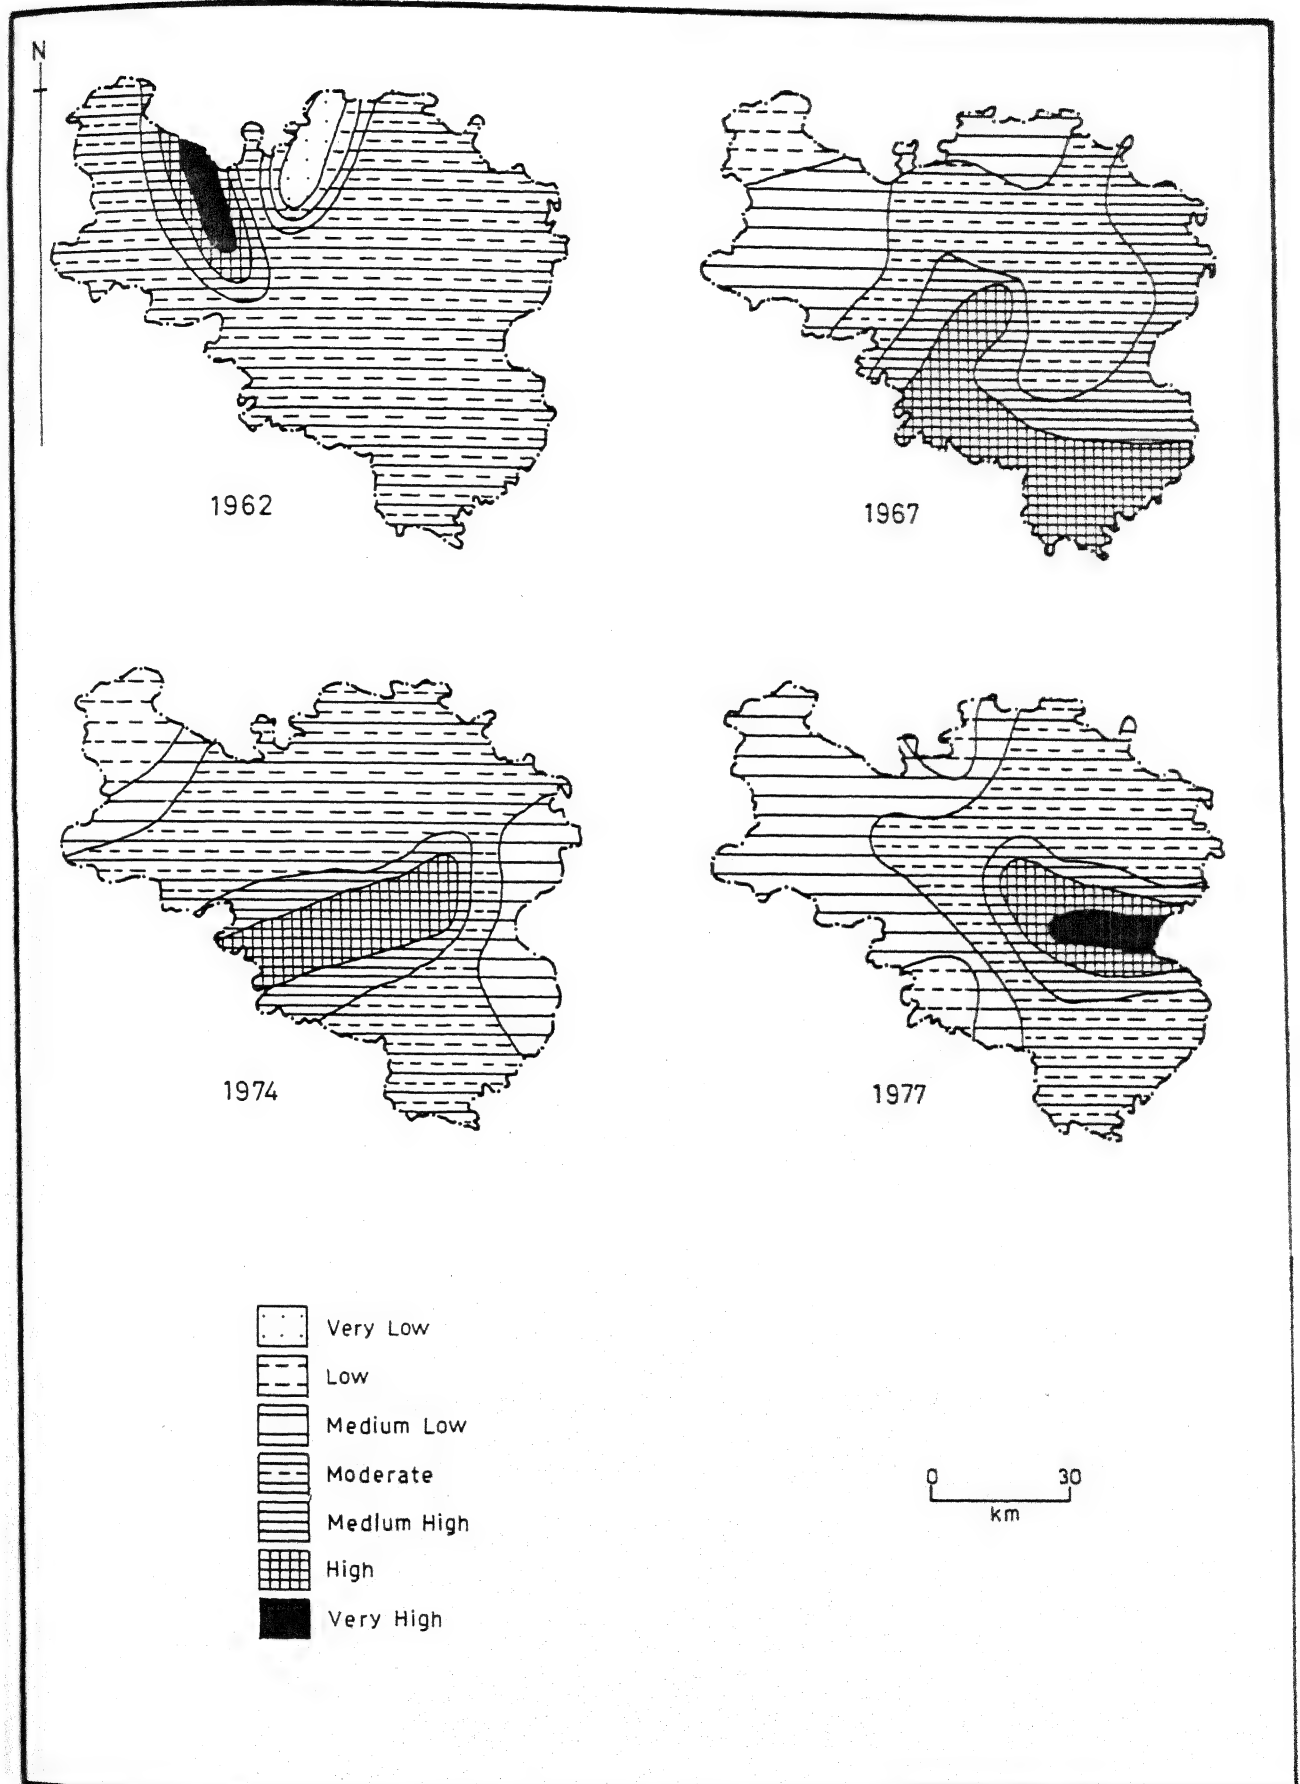 N
1962
1967
1974
1977
Very Low
Low
Medium Low
Moderate
Medium High
High
Very High
0 30
km